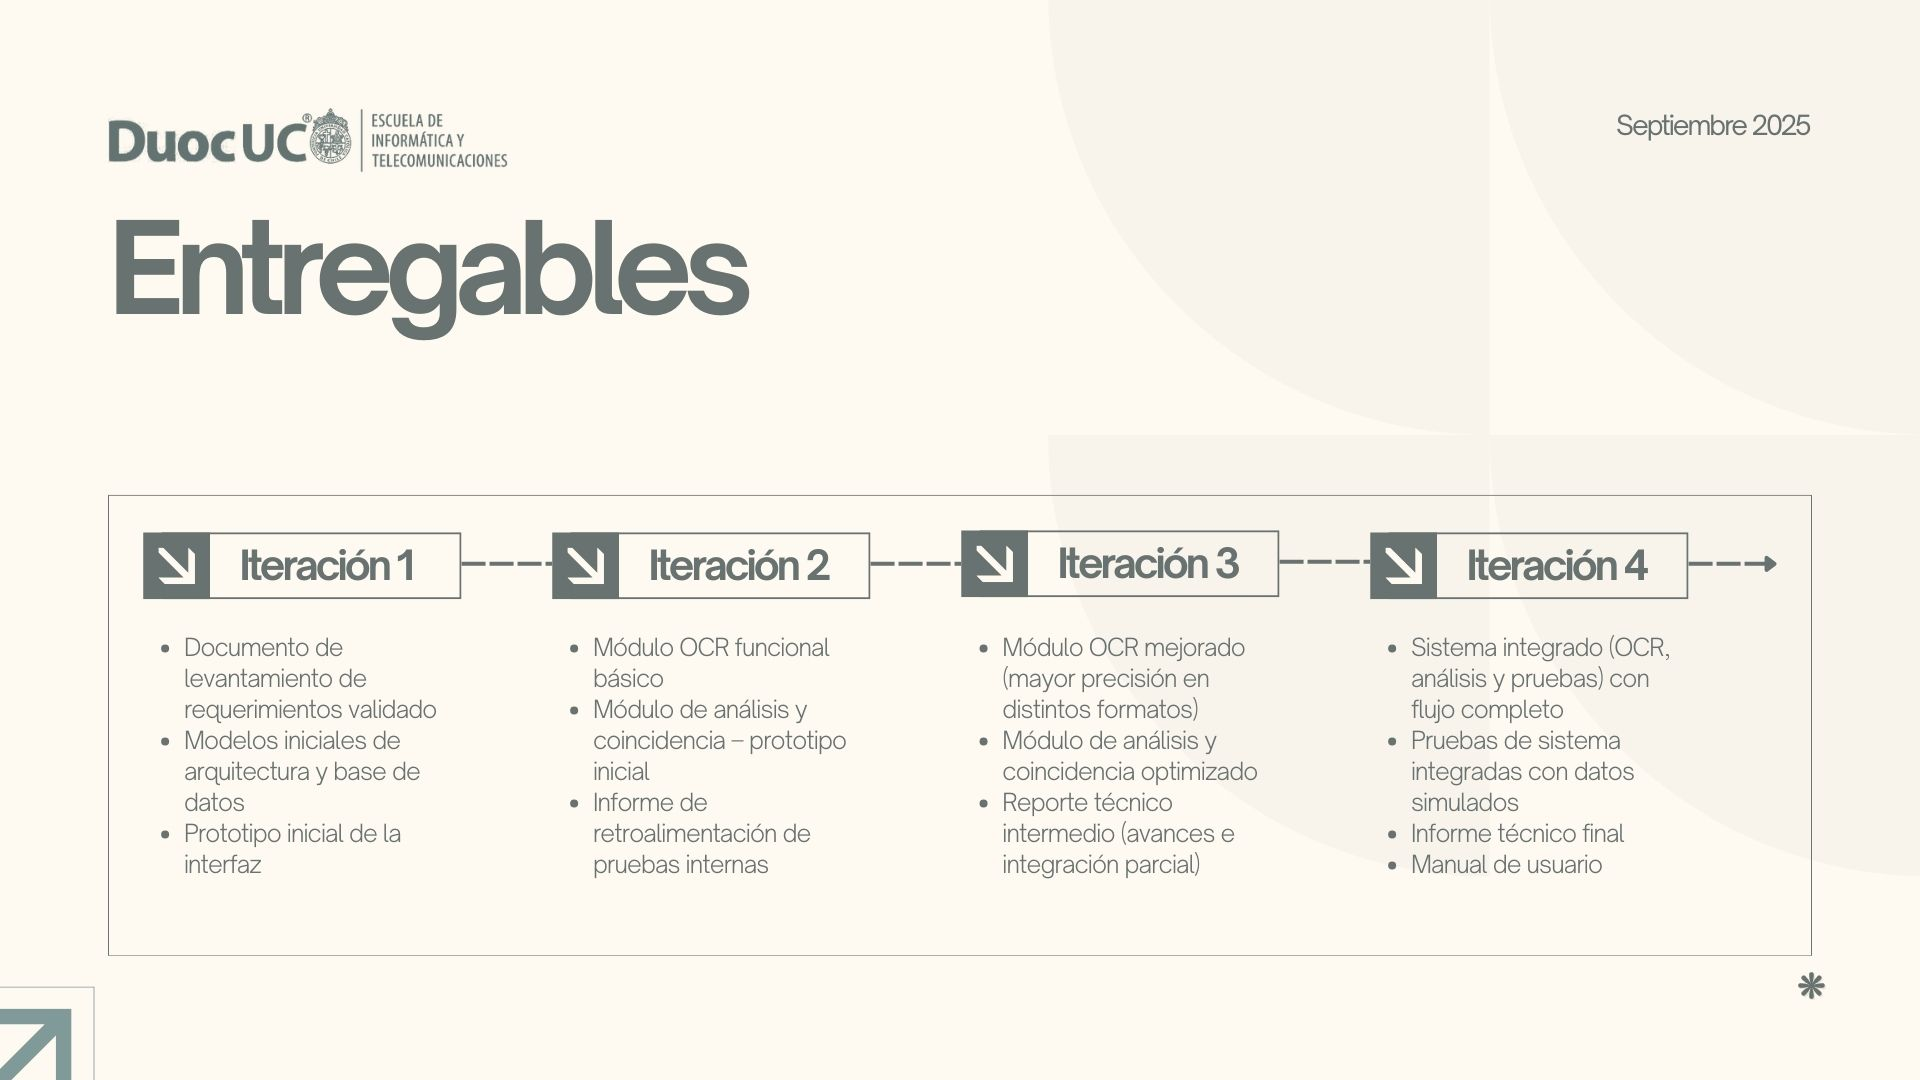 Duoc UC®
ESCUELA DE
INFORMÁTICA Y
TELECOMUNICACIONES
Septiembre 2025
Entregables
Iteración 1
• Documento de
levantamiento de
requerimientos validado
• Modelos iniciales de
arquitectura y base de
datos
• Prototipo inicial de la
interfaz
Iteración 2
• Módulo OCR funcional
básico
• Módulo de análisis y
coincidencia – prototipo
inicial
• Informe de
retroalimentación de
pruebas internas
Iteración 3
• Módulo OCR mejorado
(mayor precisión en
distintos formatos)
• Módulo de análisis y
coincidencia optimizado
• Reporte técnico
intermedio (avances e
integración parcial)
Iteración 4
• Sistema integrado (OCR,
análisis y pruebas) con
flujo completo
• Pruebas de sistema
integradas con datos
simulados
• Informe técnico final
• Manual de usuario